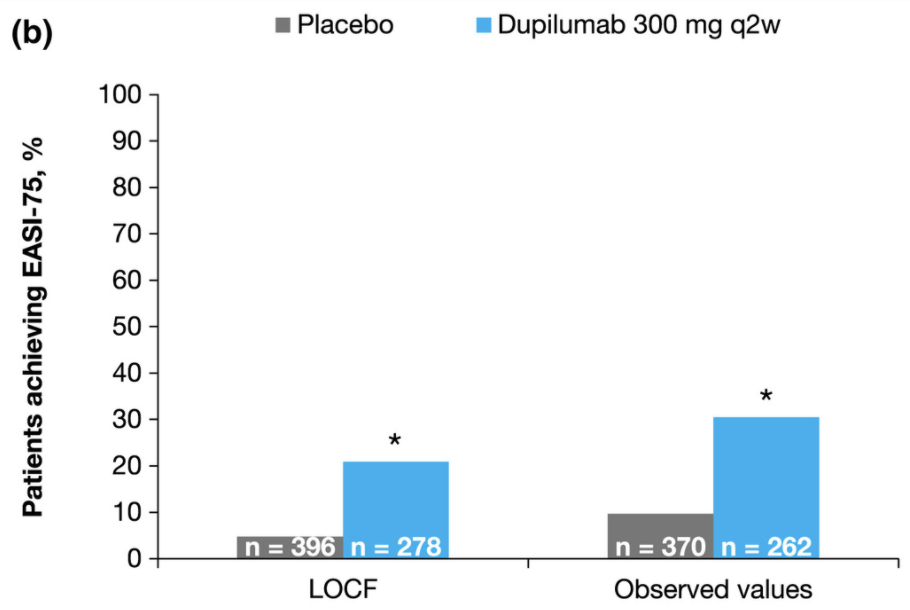 (b)
Placebo
Dupilumab 300 mg q2w
Patients achieving EASI-75, %
100
90
80
70
60
50
40
30
20
10
0
*
*
n = 396
n = 278
n = 370
n = 262
LOCF
Observed values